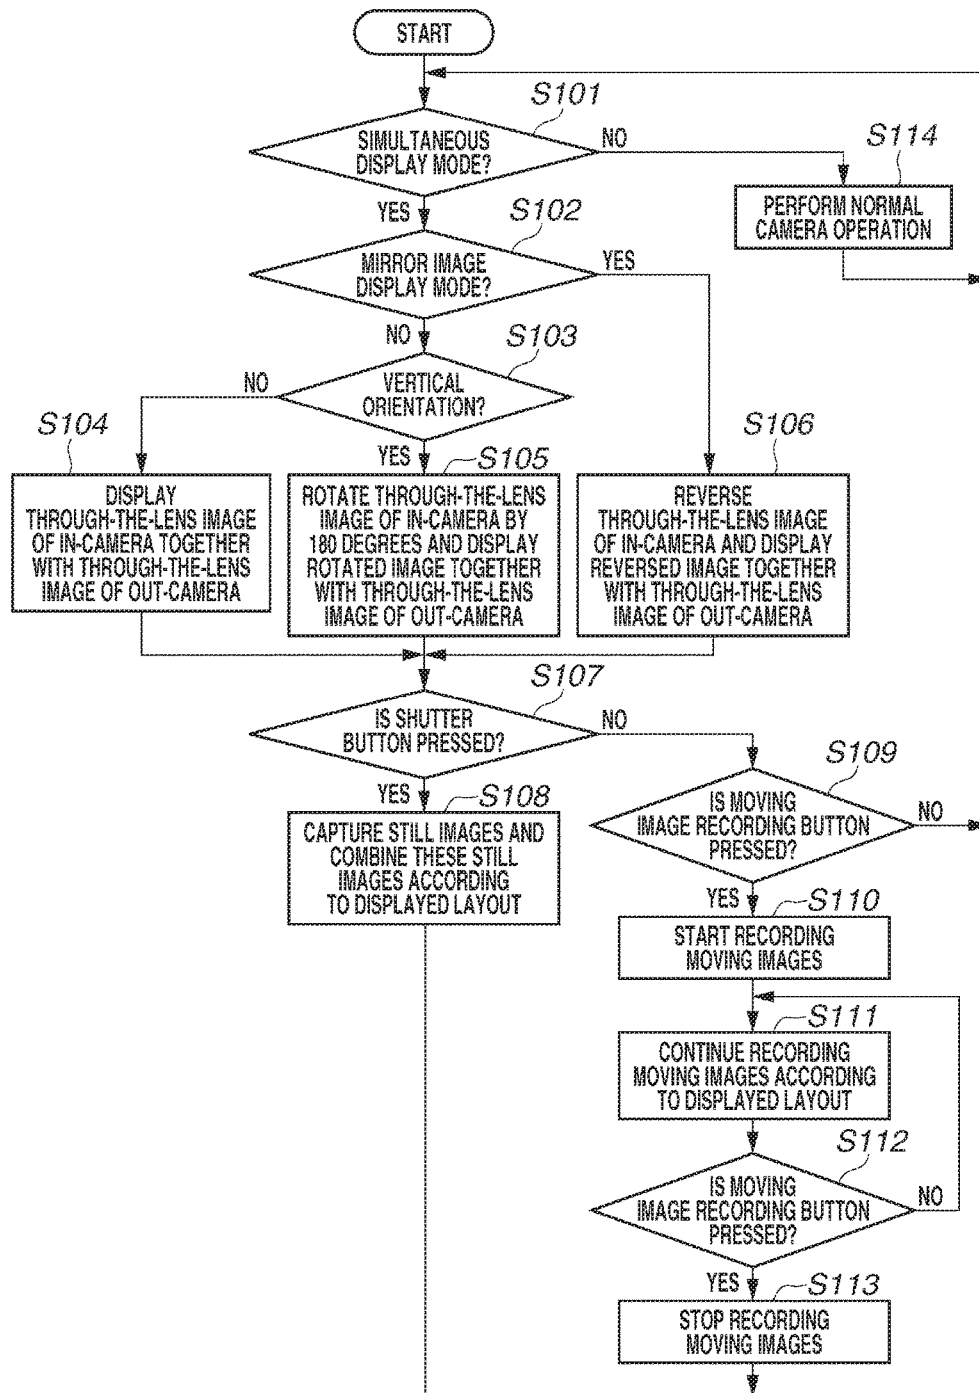 START
S101
SIMULTANEOUS
DISPLAY MODE?
NO
S114
PERFORM NORMAL
CAMERA OPERATION
YES
S102
MIRROR IMAGE
DISPLAY MODE?
YES
NO
S103
VERTICAL
ORIENTATION?
NO
YES
S104
DISPLAY
THROUGH-THE-LENS IMAGE
OF IN-CAMERA TOGETHER
WITH THROUGH-THE-LENS
IMAGE OF OUT-CAMERA
S105
ROTATE THROUGH-THE-LENS
IMAGE OF IN-CAMERA BY
180 DEGREES AND DISPLAY
ROTATED IMAGE TOGETHER
WITH THROUGH-THE-LENS
IMAGE OF OUT-CAMERA
S106
REVERSE
THROUGH-THE-LENS IMAGE
OF IN-CAMERA AND DISPLAY
REVERSED IMAGE TOGETHER
WITH THROUGH-THE-LENS
IMAGE OF OUT-CAMERA
S107
IS SHUTTER
BUTTON PRESSED?
NO
YES
S108
CAPTURE STILL IMAGES AND
COMBINE THESE STILL
IMAGES ACCORDING
TO DISPLAYED LAYOUT
S109
IS MOVING
IMAGE RECORDING BUTTON
PRESSED?
NO
YES
S110
START RECORDING
MOVING IMAGES
S111
CONTINUE RECORDING
MOVING IMAGES ACCORDING
TO DISPLAYED LAYOUT
S112
IS MOVING
IMAGE RECORDING BUTTON
PRESSED?
NO
YES
S113
STOP RECORDING
MOVING IMAGES